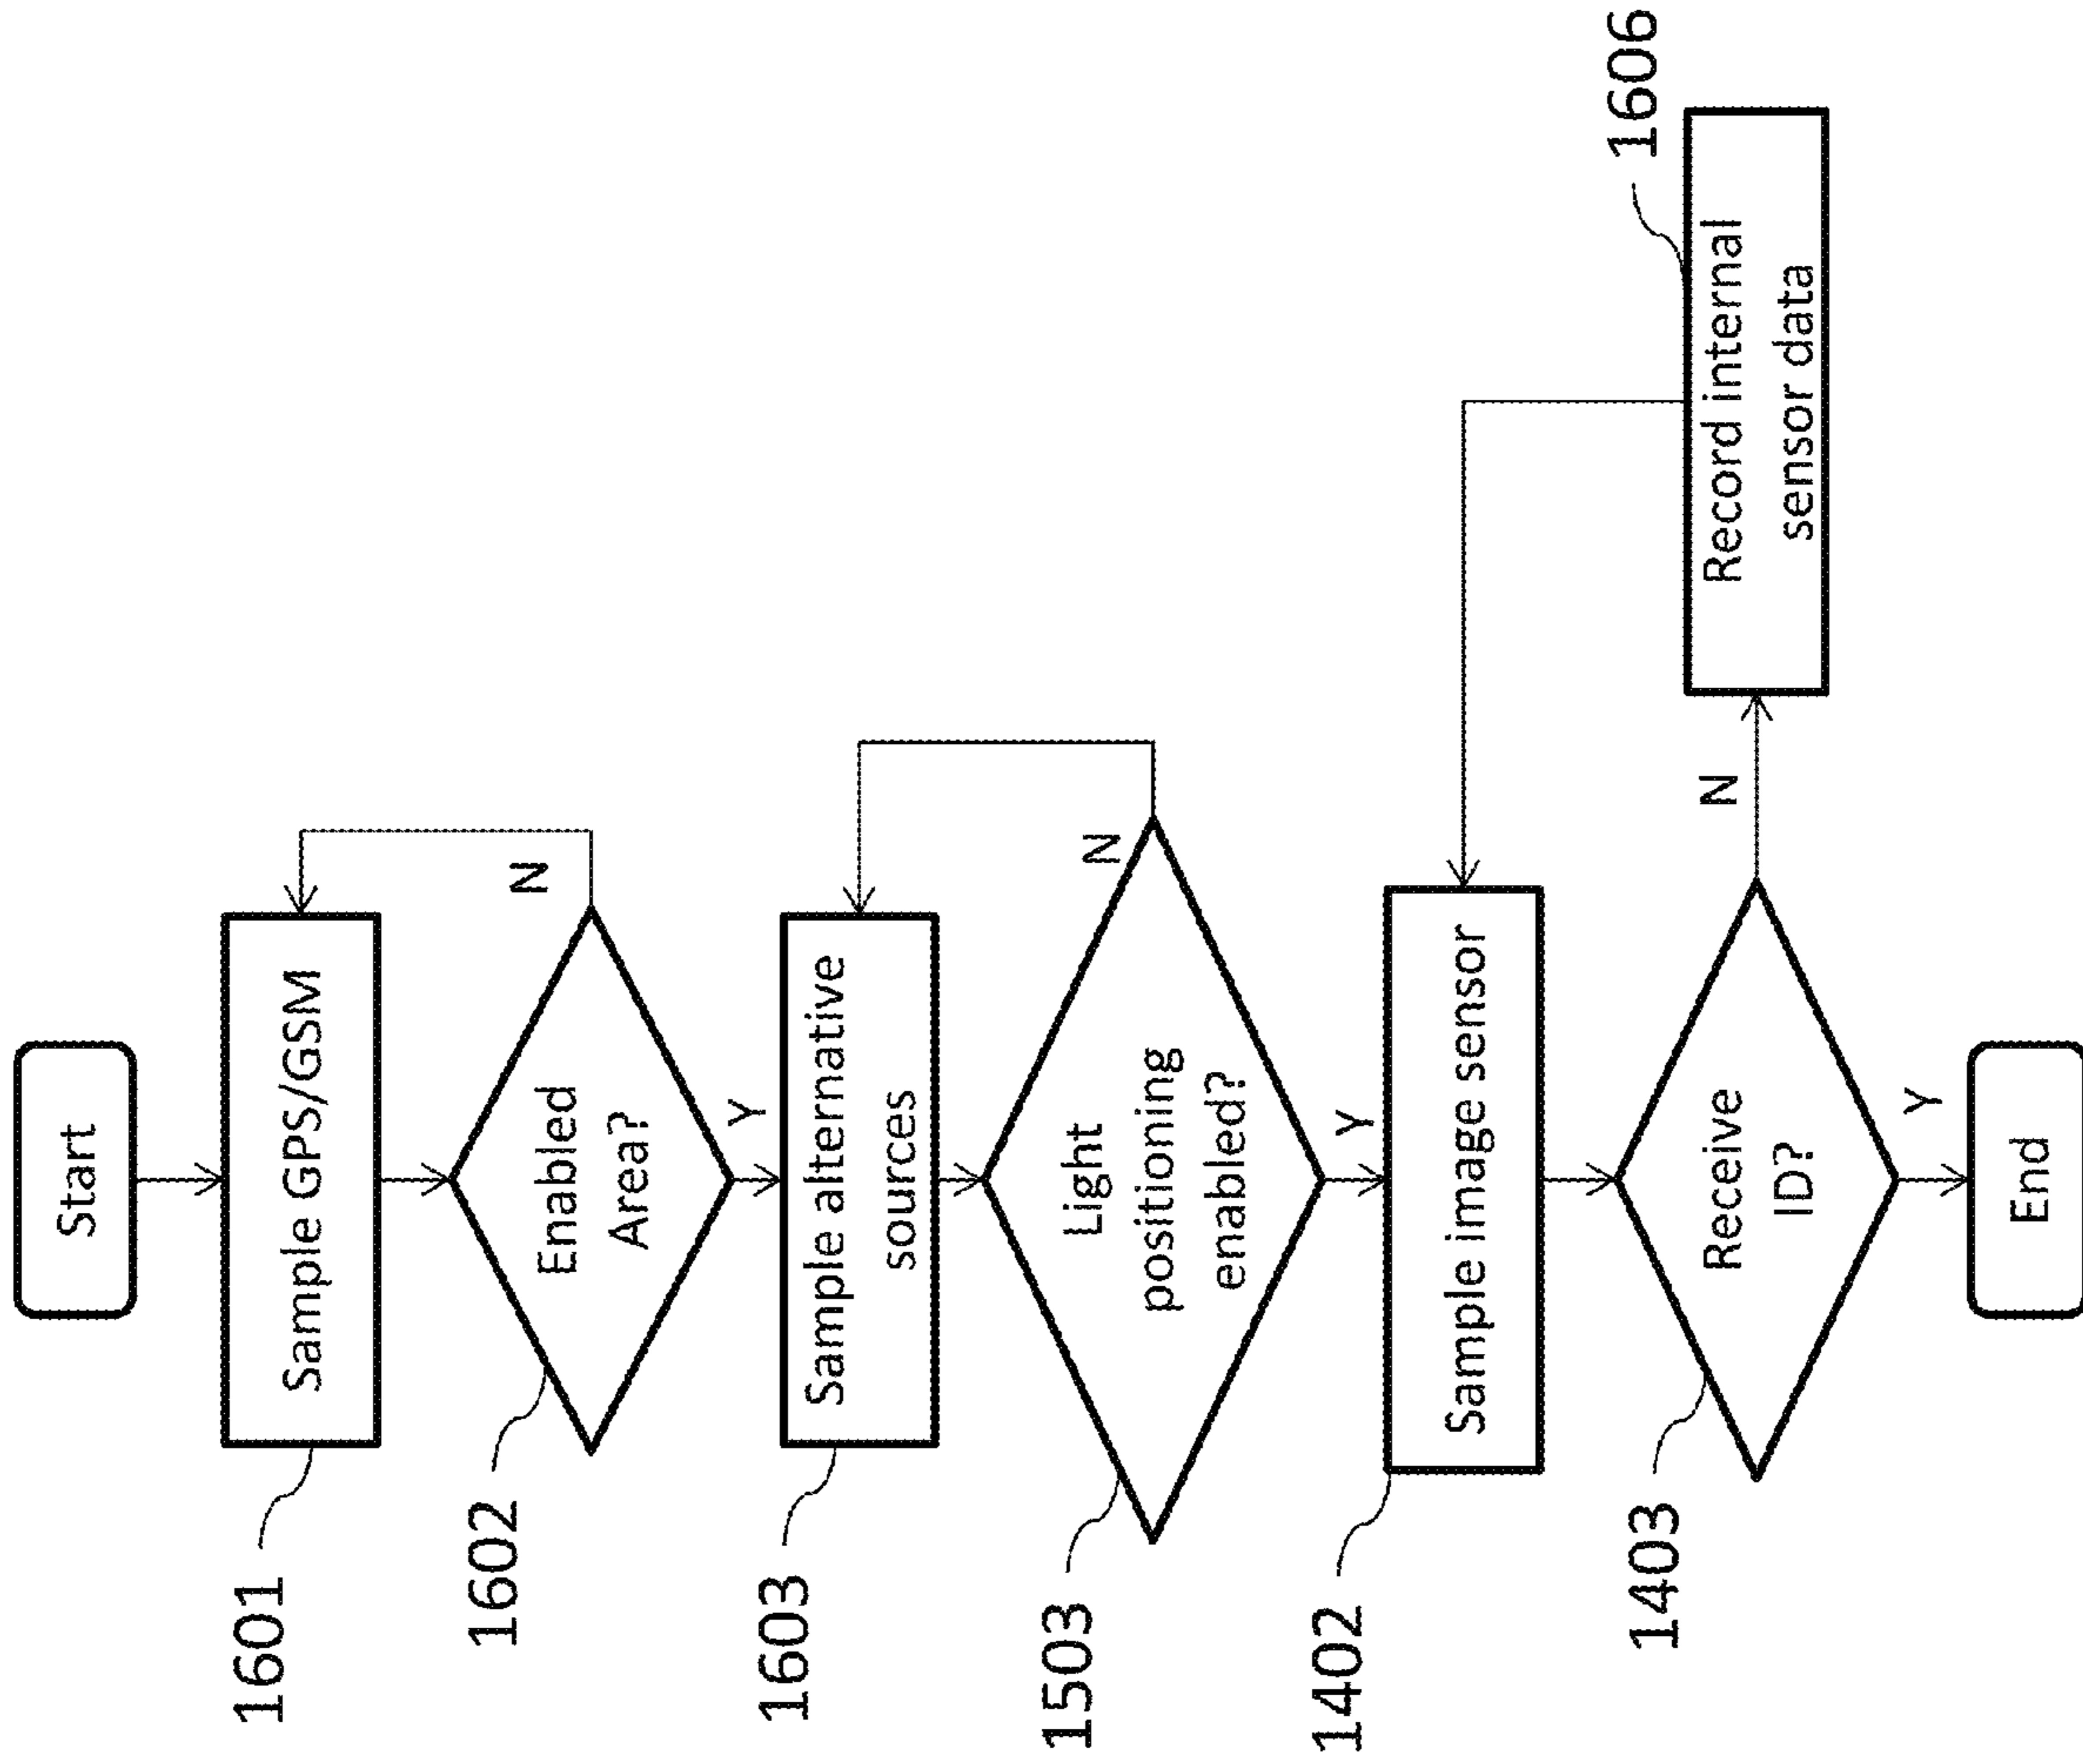 Start
1601
Sample GPS/GSM
1602
Enabled
Area?
N
Y
1603
Sample alternative
sources
1503
Light
positioning
enabled?
N
Y
1402
Sample image sensor
1403
Receive
ID?
N
1606
Record internal
sensor data
Y
End